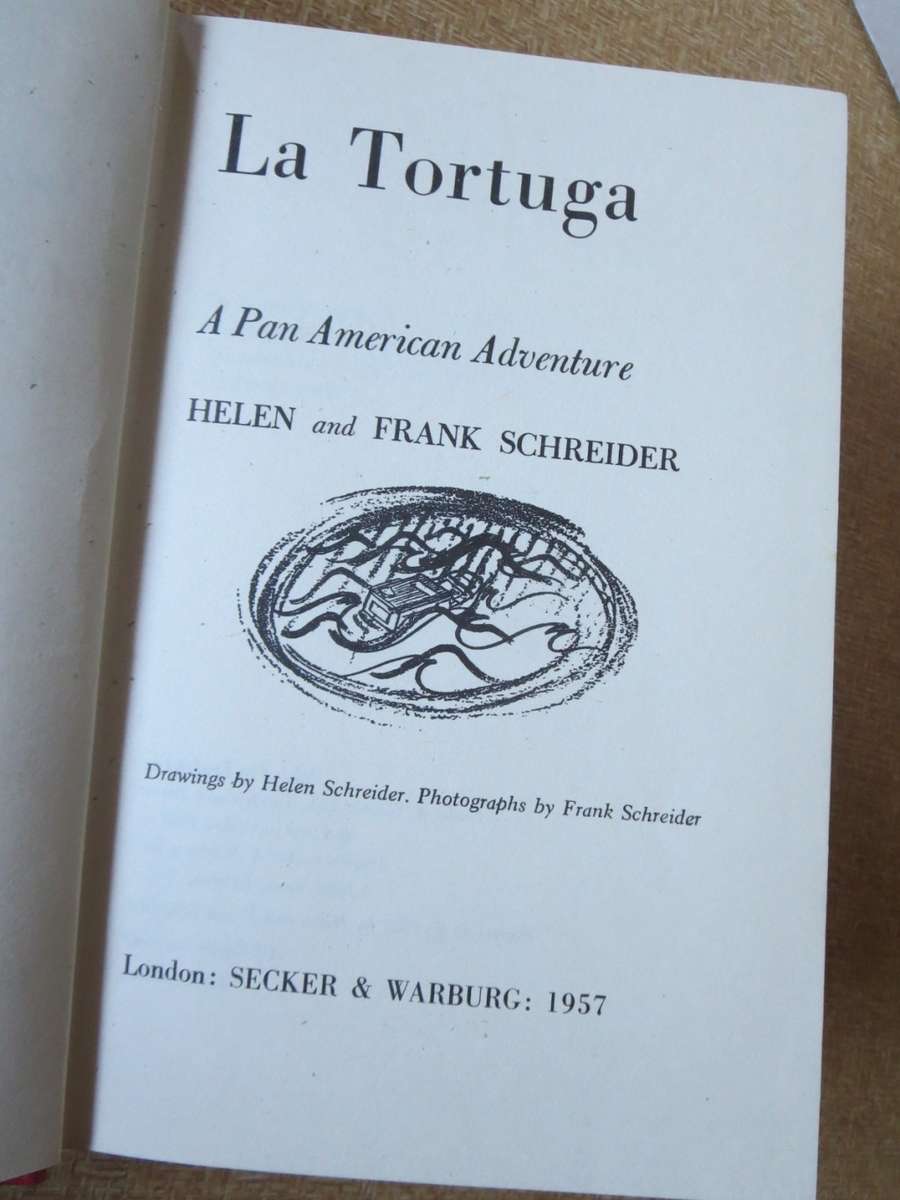 La Tortuga
A Pan American Adventure
HELEN and FRANK SCHREIDER
Drawings by Helen Schreider. Photographs by Frank Schreider
London: SECKER & WARBURG: 1957